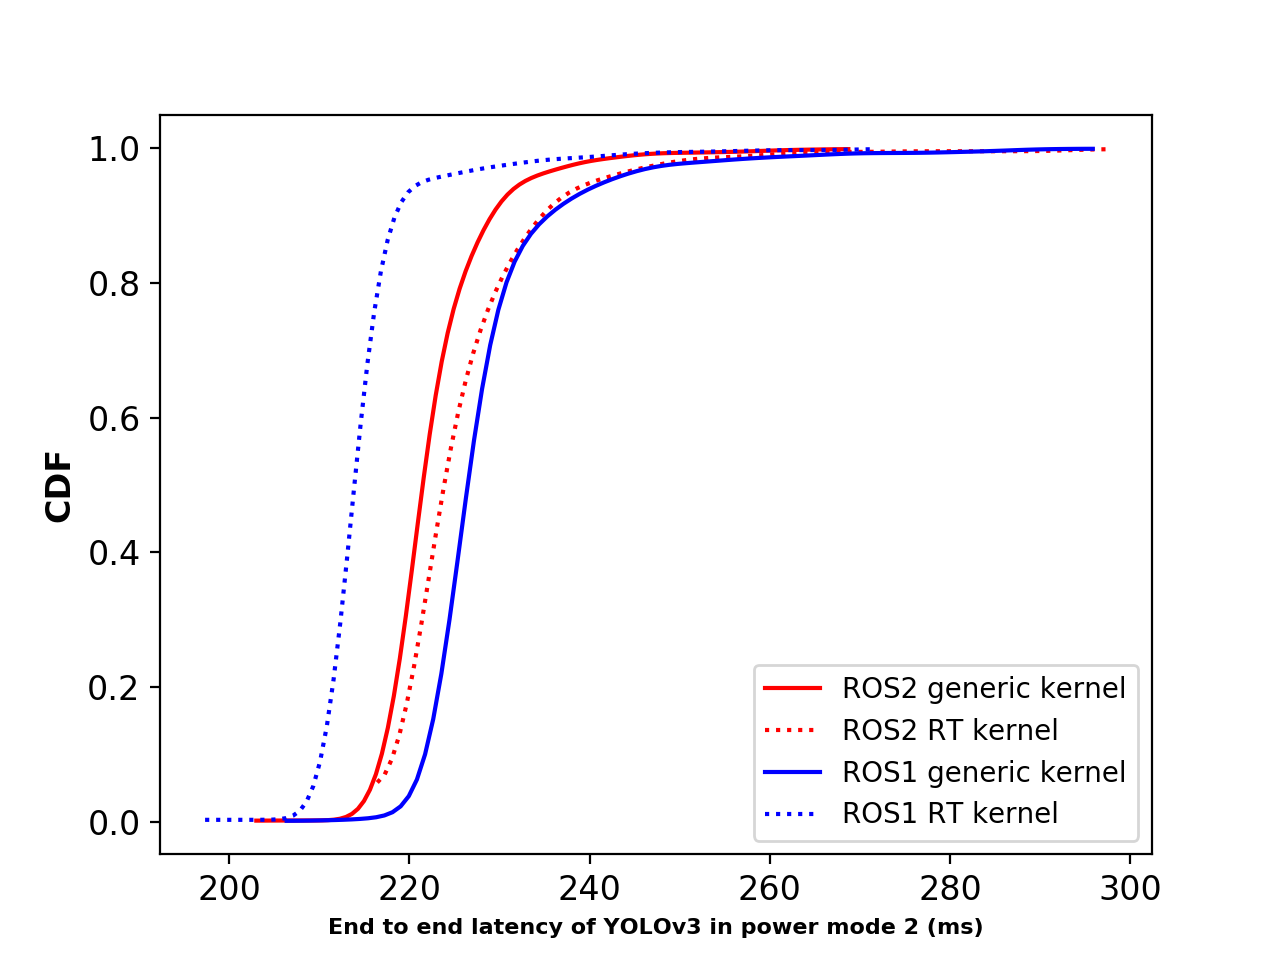 1.0
0.8
0.6
0.4
0.2
0.0
CDF
200 220 240 260 280 300
End to end latency of YOLOv3 in power mode 2 (ms)
ROS2 generic kernel
ROS2 RT kernel
ROS1 generic kernel
ROS1 RT kernel